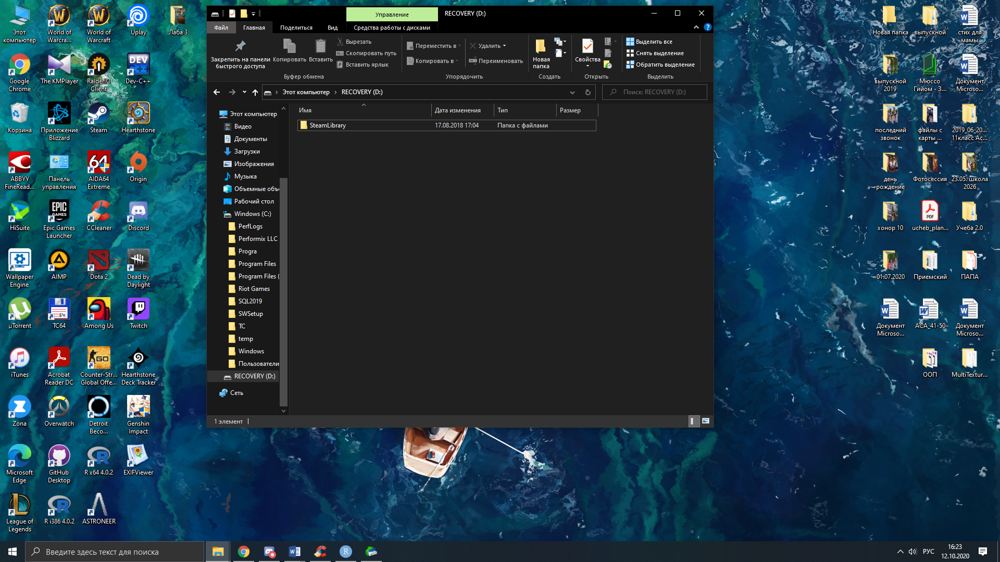 Этот
компьютер
World of
Warcra...
World of
Warcraft
Uplay
Лаба 3
Google
Chrome
The KMPlayer
RaiderIO
Client
DEV
C++
Dev-C++
Корзина
Приложение
Blizzard
Steam
Hearthstone
ABBYY
FineRead...
Панель
управления
64
AIDA64
Extreme
Origin
HiSuite
EPIC
GAMES
Epic Games
Launcher
CCleaner
Discord
Wallpaper
Engine
AIMP
Dota 2
Dead by
Daylight
µTorrent
64
TC64
Among Us
Twitch
iTunes
Acrobat
Reader DC
GO
Counter-Str...
Global Offe...
Hearthstone
Deck Tracker
Zona
Overwatch
Detroit
Beco...
Genshin
Impact
Microsoft
Edge
GitHub
Desktop
R x64 4.0.2
EXIFViewer
League of
Legends
R i386 4.0.2
ASTRONEER
Управление
RECOVERY (D:)
Файл
Главная
Поделиться
Вид
Средства работы с дисками
Закрепить на панели
быстрого доступа
Копировать
Вставить
Вырезать
Скопировать путь
Вставить ярлык
Буфер обмена
Переместить в
Копировать в
Удалить
Переименовать
Упорядочить
Новая
папка
Создать
Свойства
Открыть
Выделить все
Снять выделение
Обратить выделение
Выделить
Этот компьютер
RECOVERY (D:)
Поиск: RECOVERY (D:)
Имя
Дата изменения
Тип
Размер
SteamLibrary
17.08.2018 17:04
Папка с файлами
Этот компьютер
Видео
Документы
Загрузки
Изображения
Музыка
Объемные объ
Рабочий стол
Windows (C:)
PerfLogs
Performix LLC
Progra
Program Files
Program Files (
Riot Games
SQL2019
SWSetup
TC
temp
Windows
Пользователи
RECOVERY (D:)
Сеть
1 элемент
Новая папка
выпускной
стих для
мамы
выпускной
2019
Мюссо
Гийом - З...
Документ
Microso...
последний
звонок
файлы с
карты ...
2019_06_20...
11класс Ас...
день
рождение
Фотосессия
23.05. школа
2026
хонор 10
PDF
ucheb_plan...
Учеба 2.0
01.07.2020
Приемский
ПАПА
Документ
Microso...
АСА_41-50
Документ
Microso...
ООП
MultiTextur...
Введите здесь текст для поиска
РУС
16:23
12.10.2020